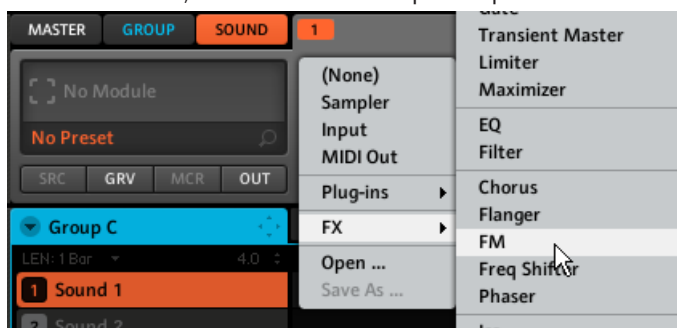 MASTER GROUP SOUND 1
No Module
No Preset
SRC GRV MCR OUT
Group C
LEN: 1 Bar 4.0
1 Sound 1
2 Sound 2
(None)
Sampler
Input
MIDI Out
Plug-ins
FX
Open ...
Save As ...
Gate
Transient Master
Limiter
Maximizer
EQ
Filter
Chorus
Flanger
FM
Freq Shifter
Phaser